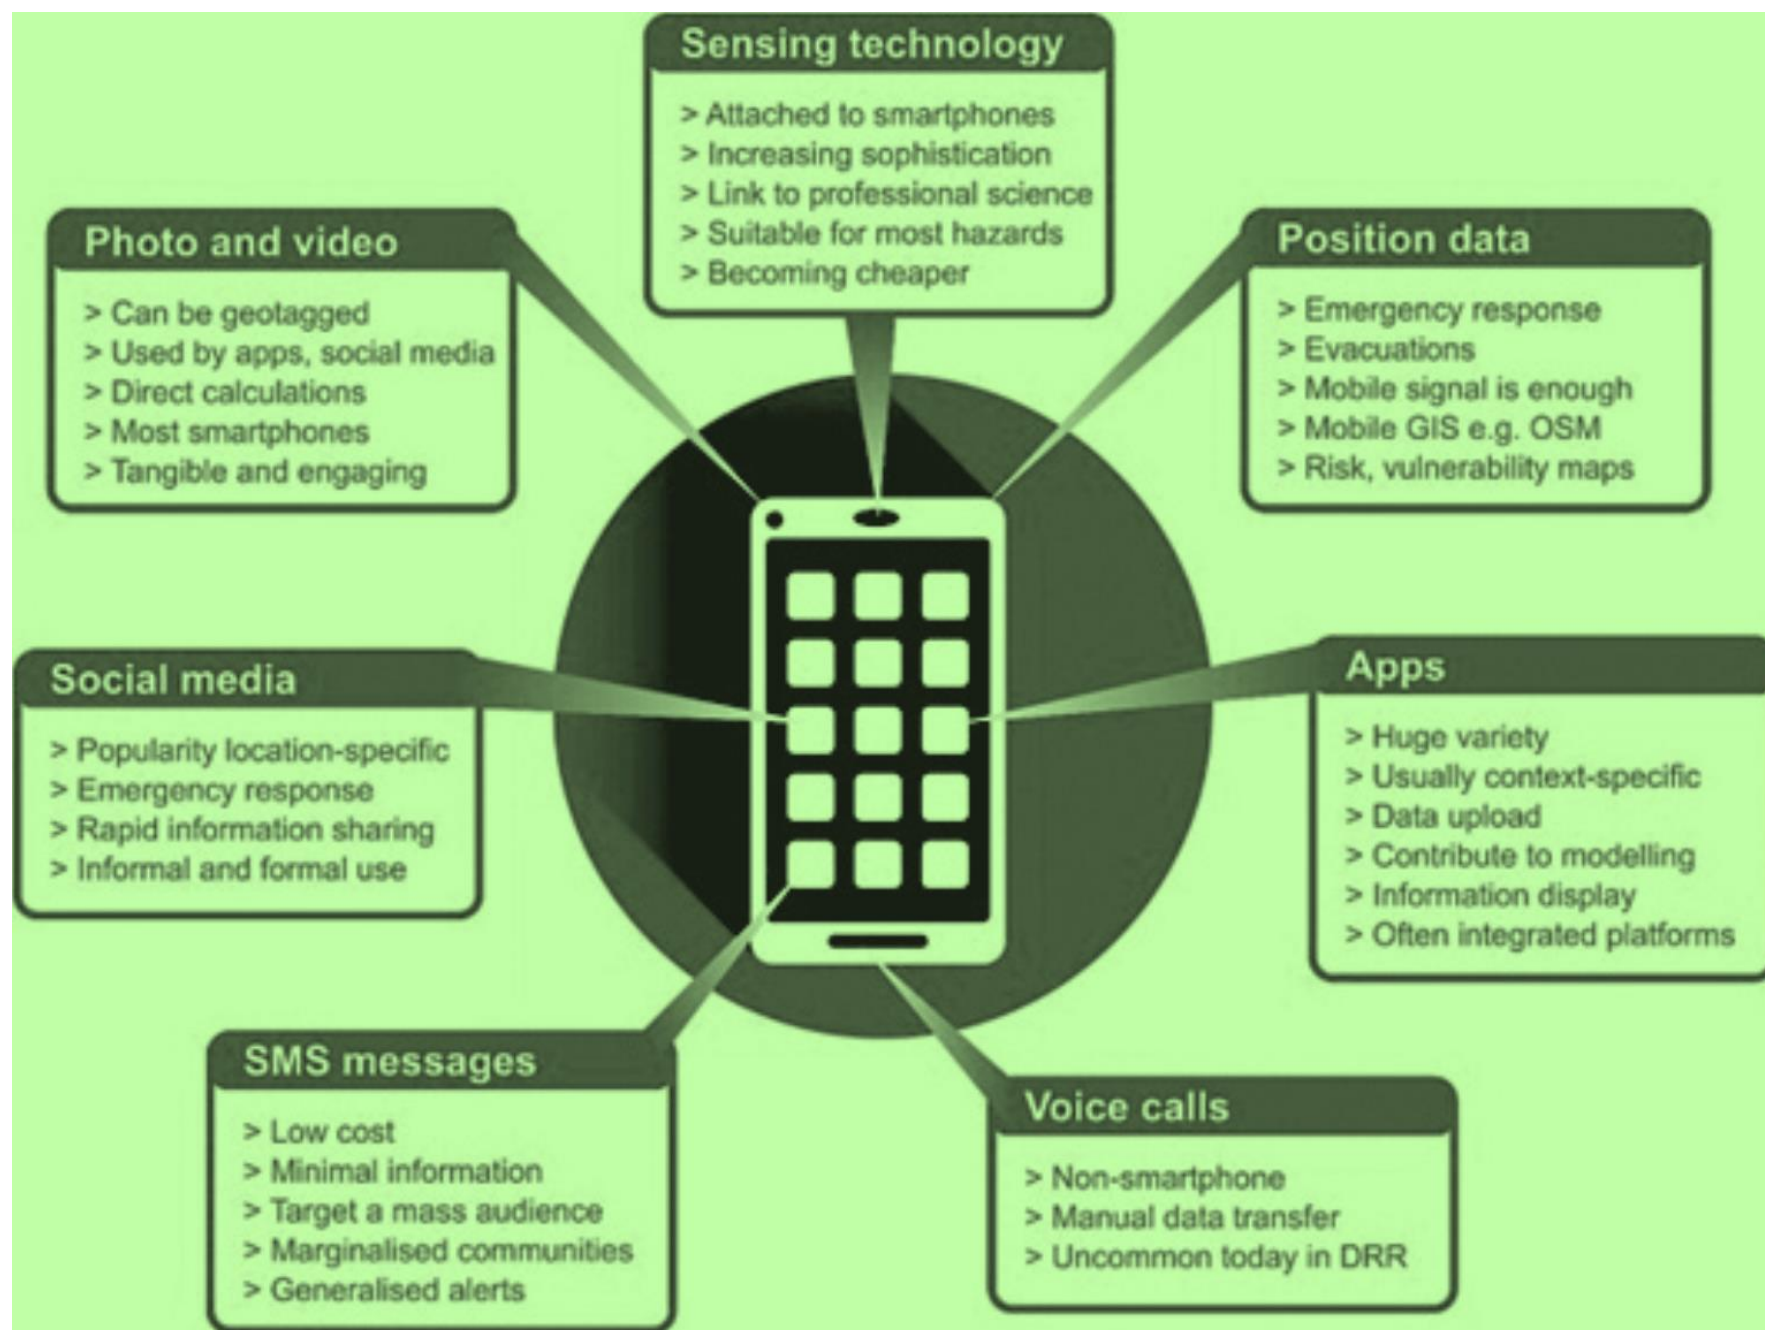 Sensing technology
> Attached to smartphones
> Increasing sophistication
> Link to professional science
> Suitable for most hazards
> Becoming cheaper
Photo and video
> Can be geotagged
> Used by apps, social media
> Direct calculations
> Most smartphones
> Tangible and engaging
Position data
> Emergency response
> Evacuations
> Mobile signal is enough
> Mobile GIS e.g. OSM
> Risk, vulnerability maps
Social media
> Popularity location-specific
> Emergency response
> Rapid information sharing
> Informal and formal use
Apps
> Huge variety
> Usually context-specific
> Data upload
> Contribute to modelling
> Information display
> Often integrated platforms
SMS messages
> Low cost
> Minimal information
> Target a mass audience
> Marginalised communities
> Generalised alerts
Voice calls
> Non-smartphone
> Manual data transfer
> Uncommon today in DRR